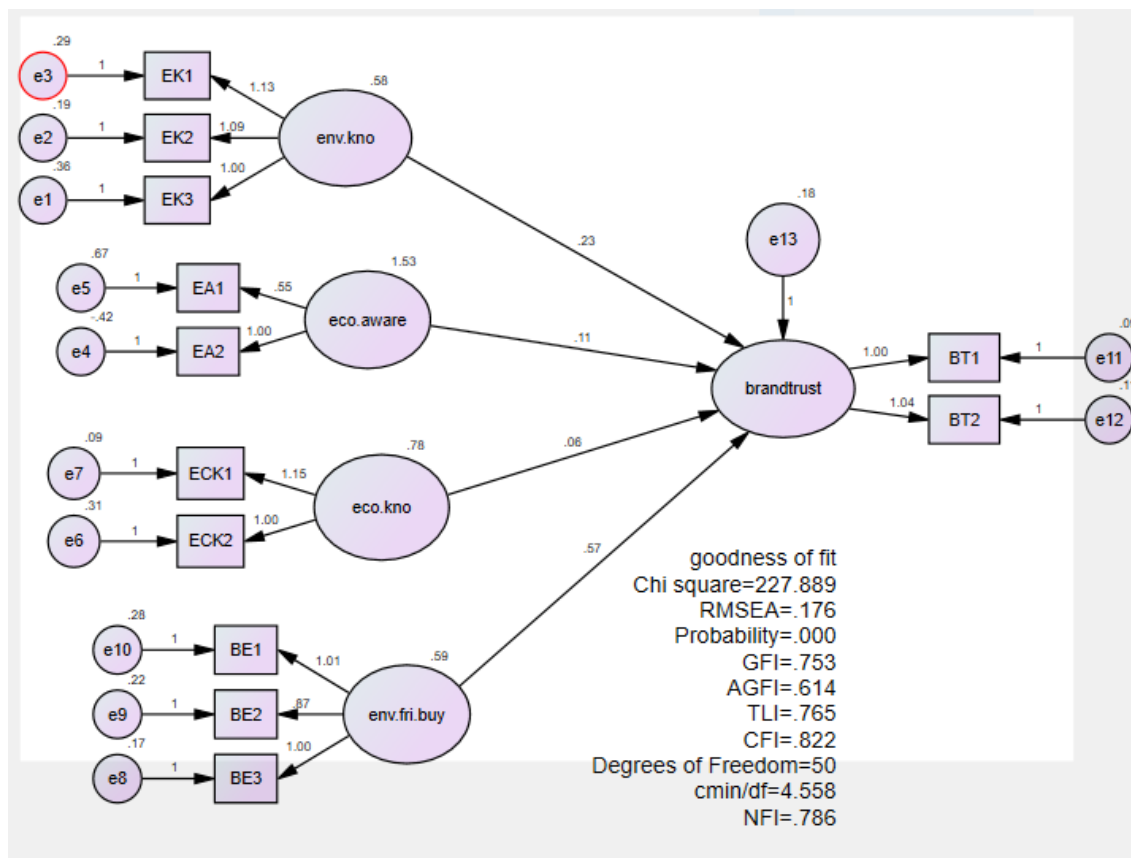 .29
e3 1 EK1
1.13
.58
.19
e2 1 EK2 1.09 env.kno
.36
e1 1 EK3 1.00
.18
e13
.23
1
.67
e5 1 EA1 .55
1.53
eco.aware
-.42
e4 1 EA2 1.00
.11
brandtrust
1.00 BT1 1 e11
1.04 BT2 1 e12
.09
e7 1 ECK1 1.15
.78
eco.kno
.06
.31
e6 1 ECK2 1.00
.57
goodness of fit
Chi square=227.889
RMSEA=.176
Probability=.000
GFI=.753
AGFI=.614
TLI=.765
CFI=.822
Degrees of Freedom=50
cmin/df=4.558
NFI=.786
.28
e10 1 BE1 1.01
.59
.22
e9 1 BE2 .87 env.fri.buy
.17
e8 1 BE3 1.00